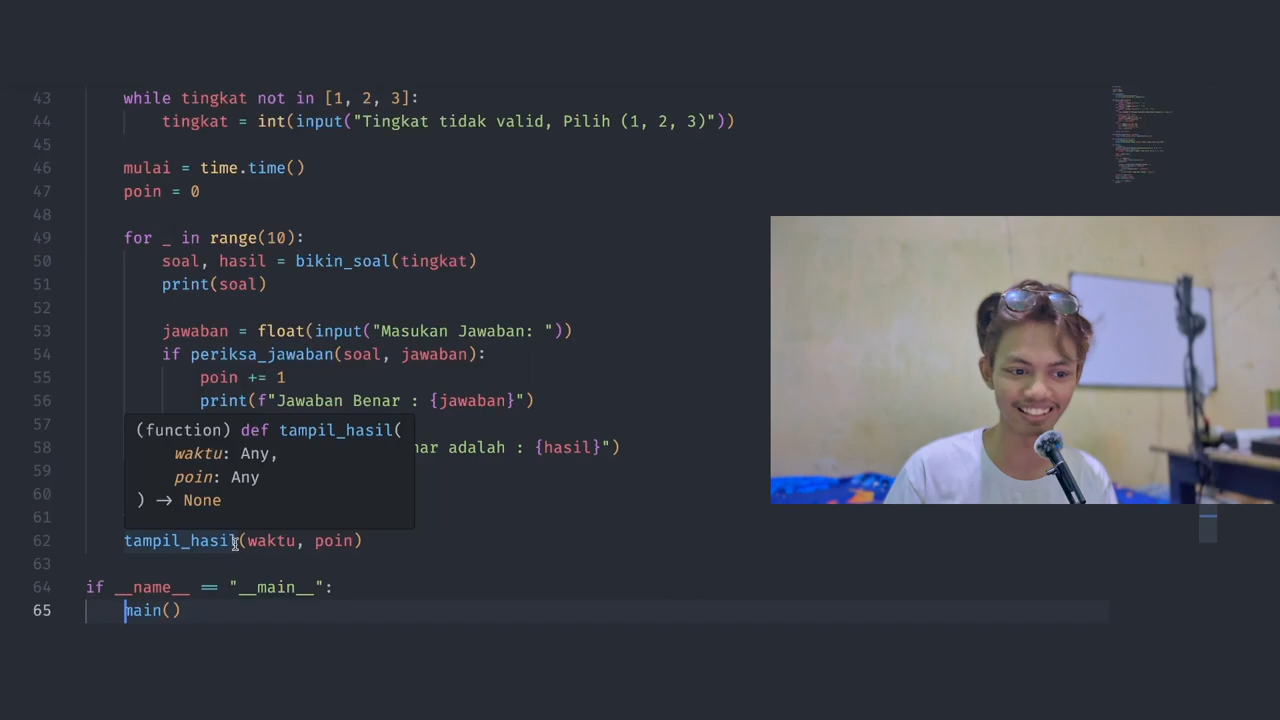 43 while tingkat not in [1, 2, 3]:
44 tingkat = int(input("Tingkat tidak valid, Pilih (1, 2, 3)"))
45
46 mulai = time.time()
47 poin = 0
48
49 for _ in range(10):
50 soal, hasil = bikin_soal(tingkat)
51 print(soal)
52
53 jawaban = float(input("Masukan Jawaban: "))
54 if periksa_jawaban(soal, jawaban):
55 poin += 1
56 print(f"Jawaban Benar : {jawaban}")
57
(function) def tampil_hasil(
58 nar adalah : {hasil}")
waktu: Any,
59
poin: Any
60
) -> None
61
62 tampil_hasil(waktu, poin)
63
64 if __name__ == "__main__":
65 main()